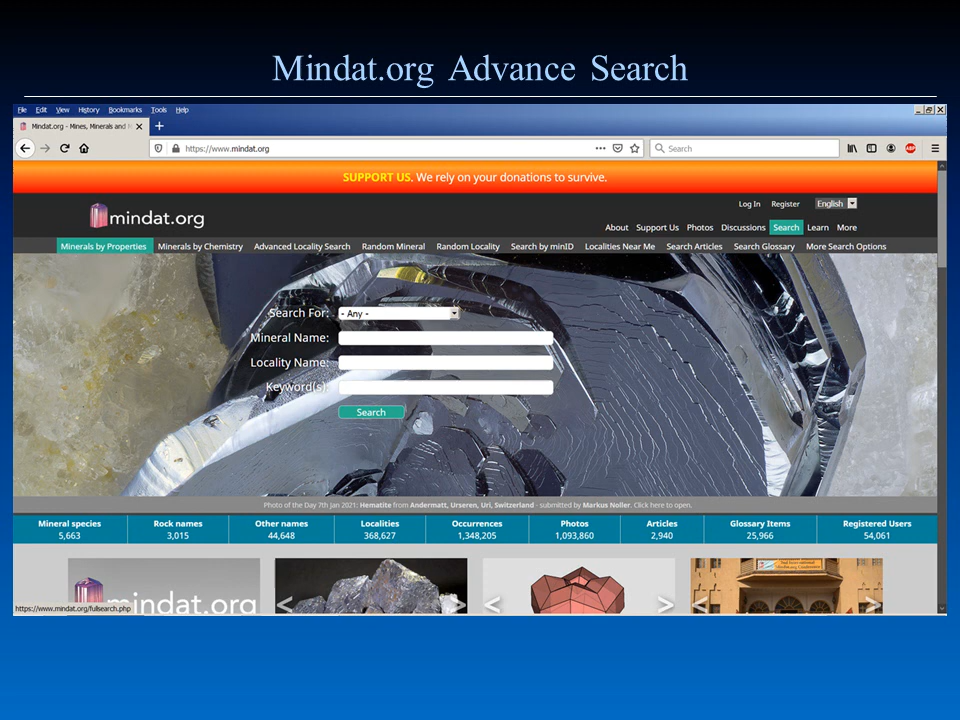 Mindat.org Advance Search
File Edit View History Bookmarks Tools Help
Mindat.org - Mines, Minerals and
https://www.mindat.org
Search
ABP
SUPPORT US. We rely on your donations to survive.
Log In Register English
mindat.org
About Support Us Photos Discussions Search Learn More
Minerals by Properties Minerals by Chemistry Advanced Locality Search Random Mineral Random Locality Search by minID Localities Near Me Search Articles Search Glossary More Search Options
Search For: - Any -
Mineral Name:
Locality Name:
Keyword(s):
Search
Photo of the Day 7th Jan 2021: Hematite from Andermatt, Urseren, Uri, Switzerland - submitted by Markus Noller. Click here to open.
Mineral species Rock names Other names Localities Occurrences Photos Articles Glossary Items Registered Users
5,663 3,015 44,648 368,627 1,348,205 1,093,860 2,940 25,966 54,061
mindat.org
https://www.mindat.org/fullsearch.php